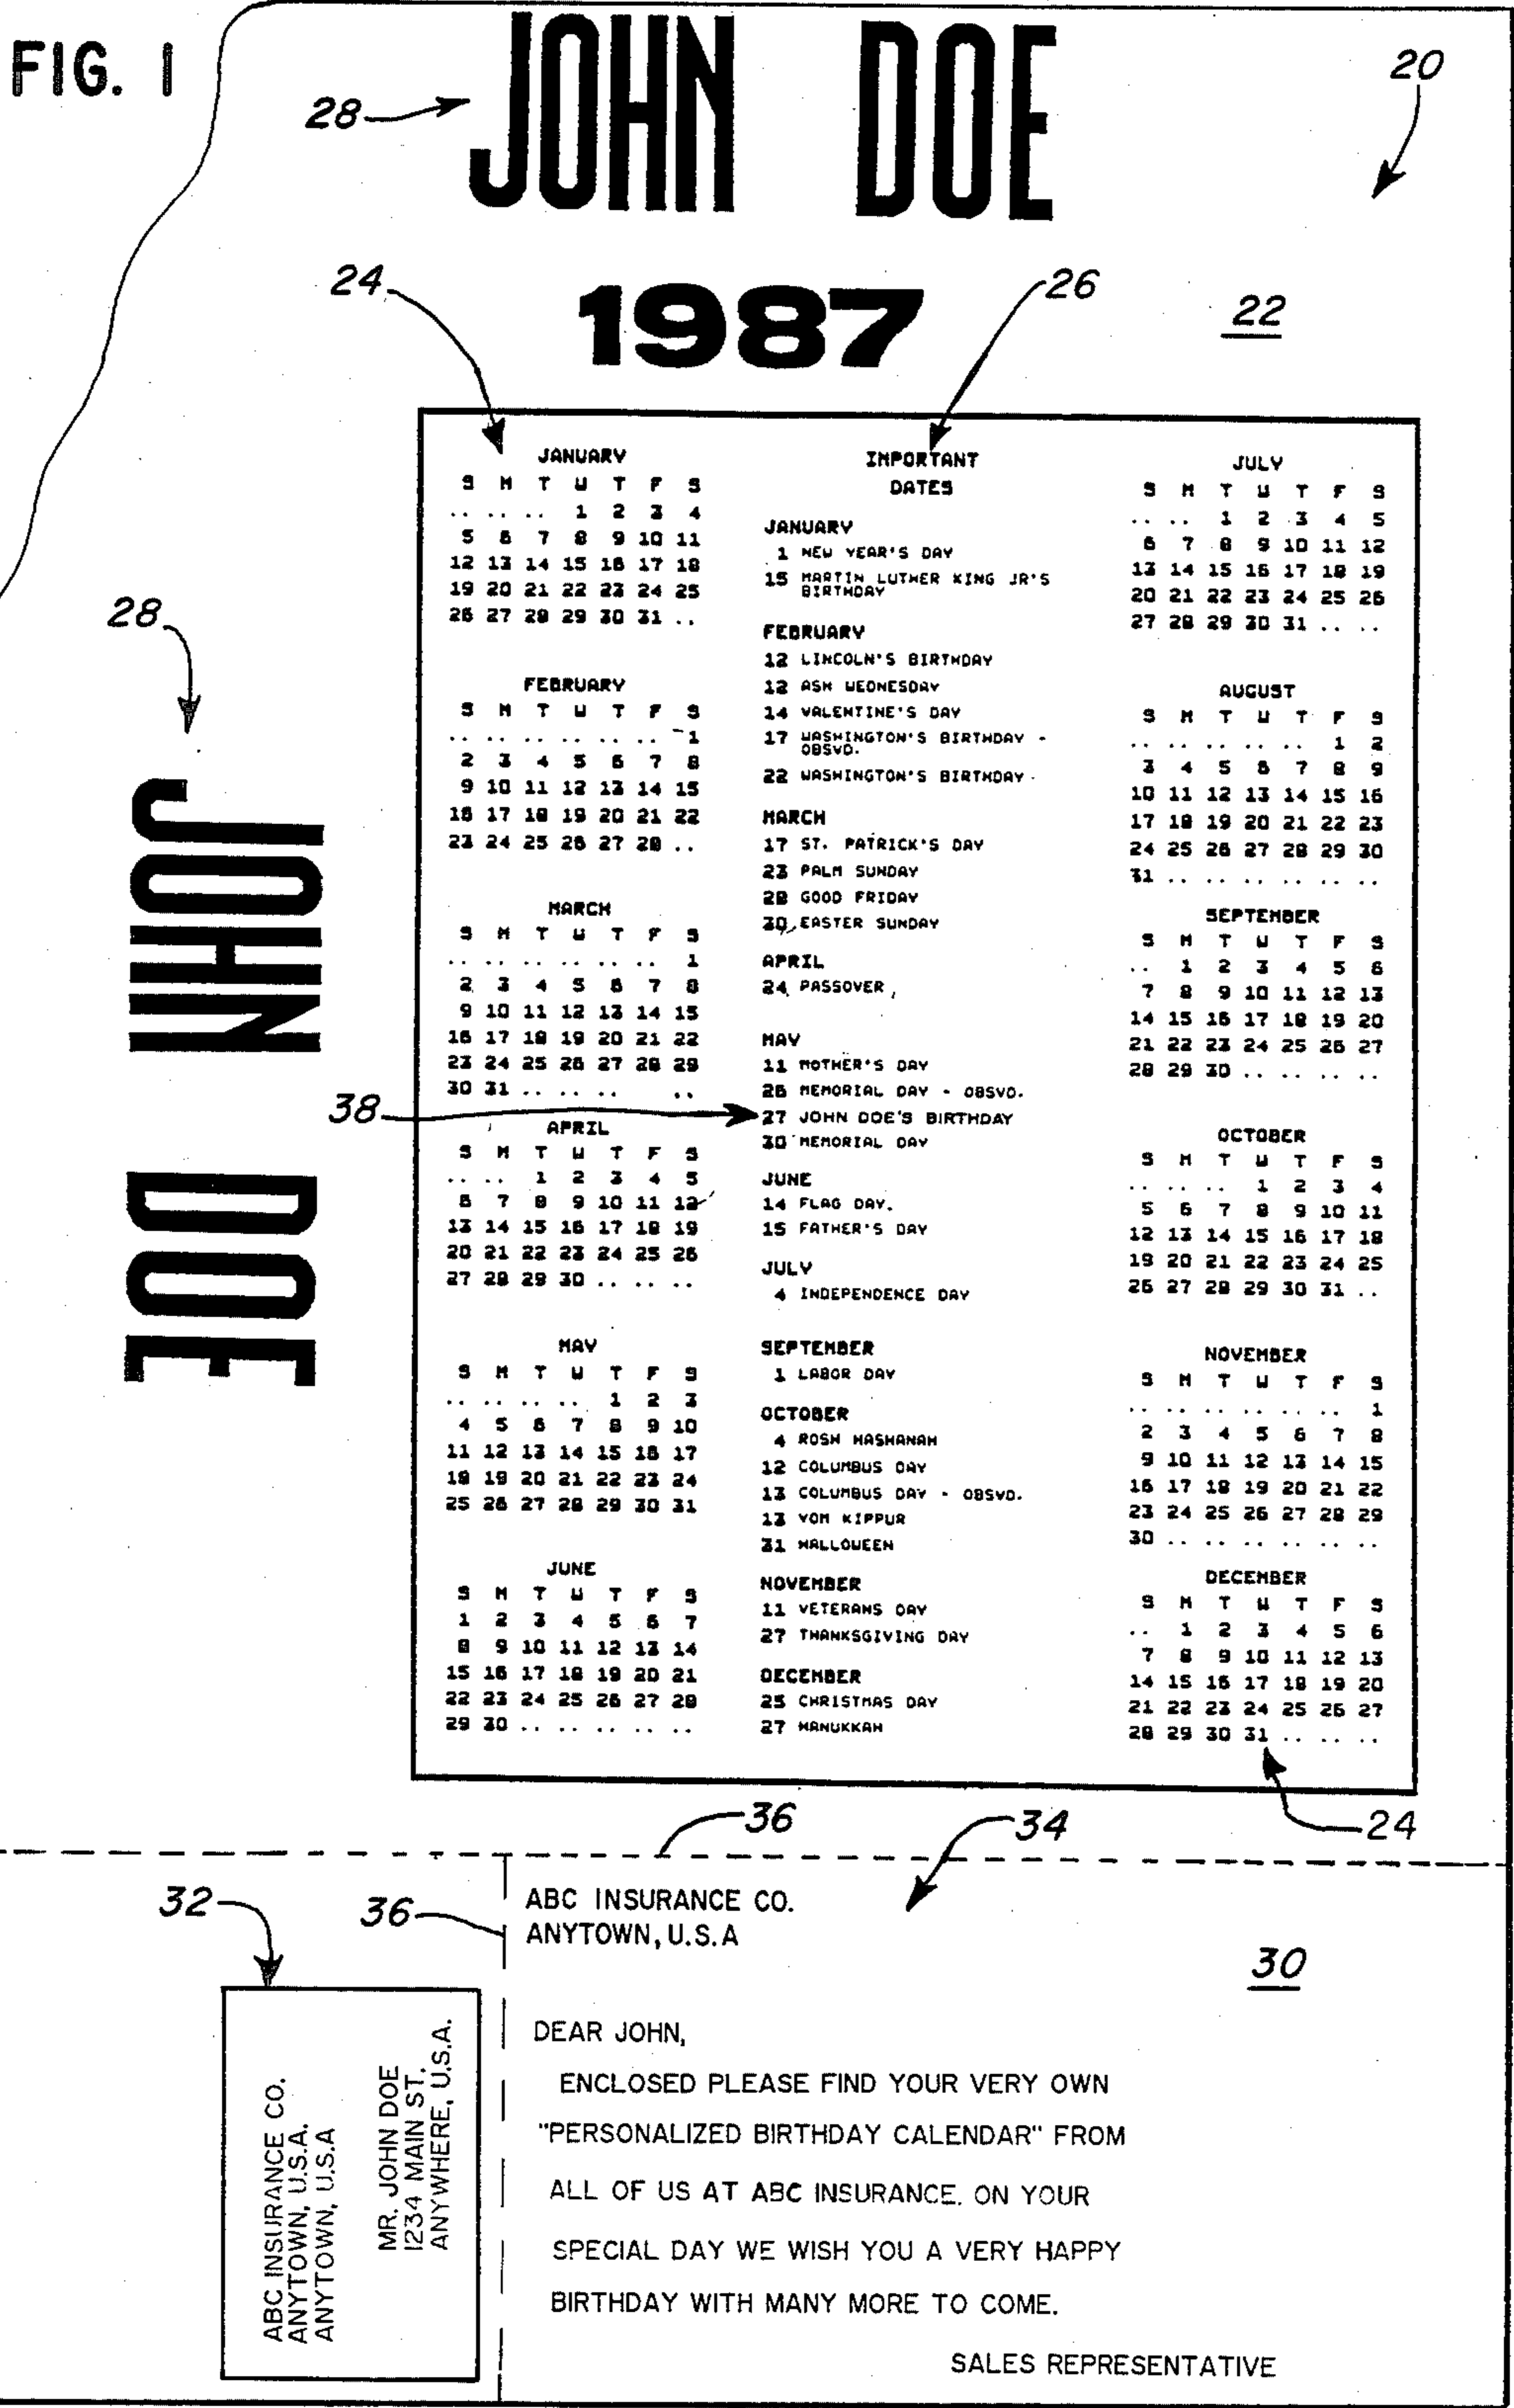 FIG. 1
JOHN DOE
28
20
24
1987
26
22
JANUARY
S M T W T F S
.. .. .. 1 2 3 4
5 6 7 8 9 10 11
12 13 14 15 16 17 18
19 20 21 22 23 24 25
26 27 28 29 30 31 ..
FEBRUARY
S M T W T F S
.. .. .. .. .. .. 1
2 3 4 5 6 7 8
9 10 11 12 13 14 15
16 17 18 19 20 21 22
23 24 25 26 27 28 ..
MARCH
S M T W T F S
.. .. .. .. .. .. 1
2 3 4 5 6 7 8
9 10 11 12 13 14 15
16 17 18 19 20 21 22
23 24 25 26 27 28 29
30 31 .. .. .. ..
APRIL
S M T W T F S
.. .. 1 2 3 4 5
6 7 8 9 10 11 12
13 14 15 16 17 18 19
20 21 22 23 24 25 26
27 28 29 30 .. .. ..
MAY
S M T W T F S
.. .. .. .. 1 2 3
4 5 6 7 8 9 10
11 12 13 14 15 16 17
18 19 20 21 22 23 24
25 26 27 28 29 30 31
JUNE
S M T W T F S
1 2 3 4 5 6 7
8 9 10 11 12 13 14
15 16 17 18 19 20 21
22 23 24 25 26 27 28
29 30 .. .. .. .. ..
IMPORTANT
DATES
JANUARY
1 NEW YEAR'S DAY
15 MARTIN LUTHER KING JR'S
BIRTHDAY
FEBRUARY
12 LINCOLN'S BIRTHDAY
12 ASH WEDNESDAY
14 VALENTINE'S DAY
17 WASHINGTON'S BIRTHDAY -
OBSVD.
22 WASHINGTON'S BIRTHDAY
MARCH
17 ST. PATRICK'S DAY
23 PALM SUNDAY
28 GOOD FRIDAY
30 EASTER SUNDAY
APRIL
24 PASSOVER
MAY
11 MOTHER'S DAY
26 MEMORIAL DAY - OBSVD.
27 JOHN DOE'S BIRTHDAY
30 MEMORIAL DAY
JUNE
14 FLAG DAY.
15 FATHER'S DAY
JULY
4 INDEPENDENCE DAY
SEPTEMBER
1 LABOR DAY
OCTOBER
4 ROSH HASHANAH
12 COLUMBUS DAY
13 COLUMBUS DAY - OBSVD.
13 YOM KIPPUR
31 HALLOWEEN
NOVEMBER
11 VETERANS DAY
27 THANKSGIVING DAY
DECEMBER
25 CHRISTMAS DAY
27 HANUKKAH
JULY
S M T W T F S
.. .. 1 2 3 4 5
6 7 8 9 10 11 12
13 14 15 16 17 18 19
20 21 22 23 24 25 26
27 28 29 30 31 .. ..
AUGUST
S M T W T F S
.. .. .. .. .. 1 2
3 4 5 6 7 8 9
10 11 12 13 14 15 16
17 18 19 20 21 22 23
24 25 26 27 28 29 30
31 .. .. .. .. .. ..
SEPTEMBER
S M T W T F S
.. 1 2 3 4 5 6
7 8 9 10 11 12 13
14 15 16 17 18 19 20
21 22 23 24 25 26 27
28 29 30 .. .. .. ..
OCTOBER
S M T W T F S
.. .. .. 1 2 3 4
5 6 7 8 9 10 11
12 13 14 15 16 17 18
19 20 21 22 23 24 25
26 27 28 29 30 31 ..
NOVEMBER
S M T W T F S
.. .. .. .. .. .. 1
2 3 4 5 6 7 8
9 10 11 12 13 14 15
16 17 18 19 20 21 22
23 24 25 26 27 28 29
30 .. .. .. .. .. ..
DECEMBER
S M T W T F S
.. 1 2 3 4 5 6
7 8 9 10 11 12 13
14 15 16 17 18 19 20
21 22 23 24 25 26 27
28 29 30 31 .. .. ..
28
JOHN DOE
38
36
34
24
32
36
ABC INSURANCE CO.
ANYTOWN, U.S.A
30
ABC INSURANCE CO.
ANYTOWN, U.S.A.
ANYTOWN, U.S.A
MR. JOHN DOE
1234 MAIN ST.
ANYWHERE, U.S.A.
DEAR JOHN,
ENCLOSED PLEASE FIND YOUR VERY OWN
"PERSONALIZED BIRTHDAY CALENDAR" FROM
ALL OF US AT ABC INSURANCE. ON YOUR
SPECIAL DAY WE WISH YOU A VERY HAPPY
BIRTHDAY WITH MANY MORE TO COME.
SALES REPRESENTATIVE